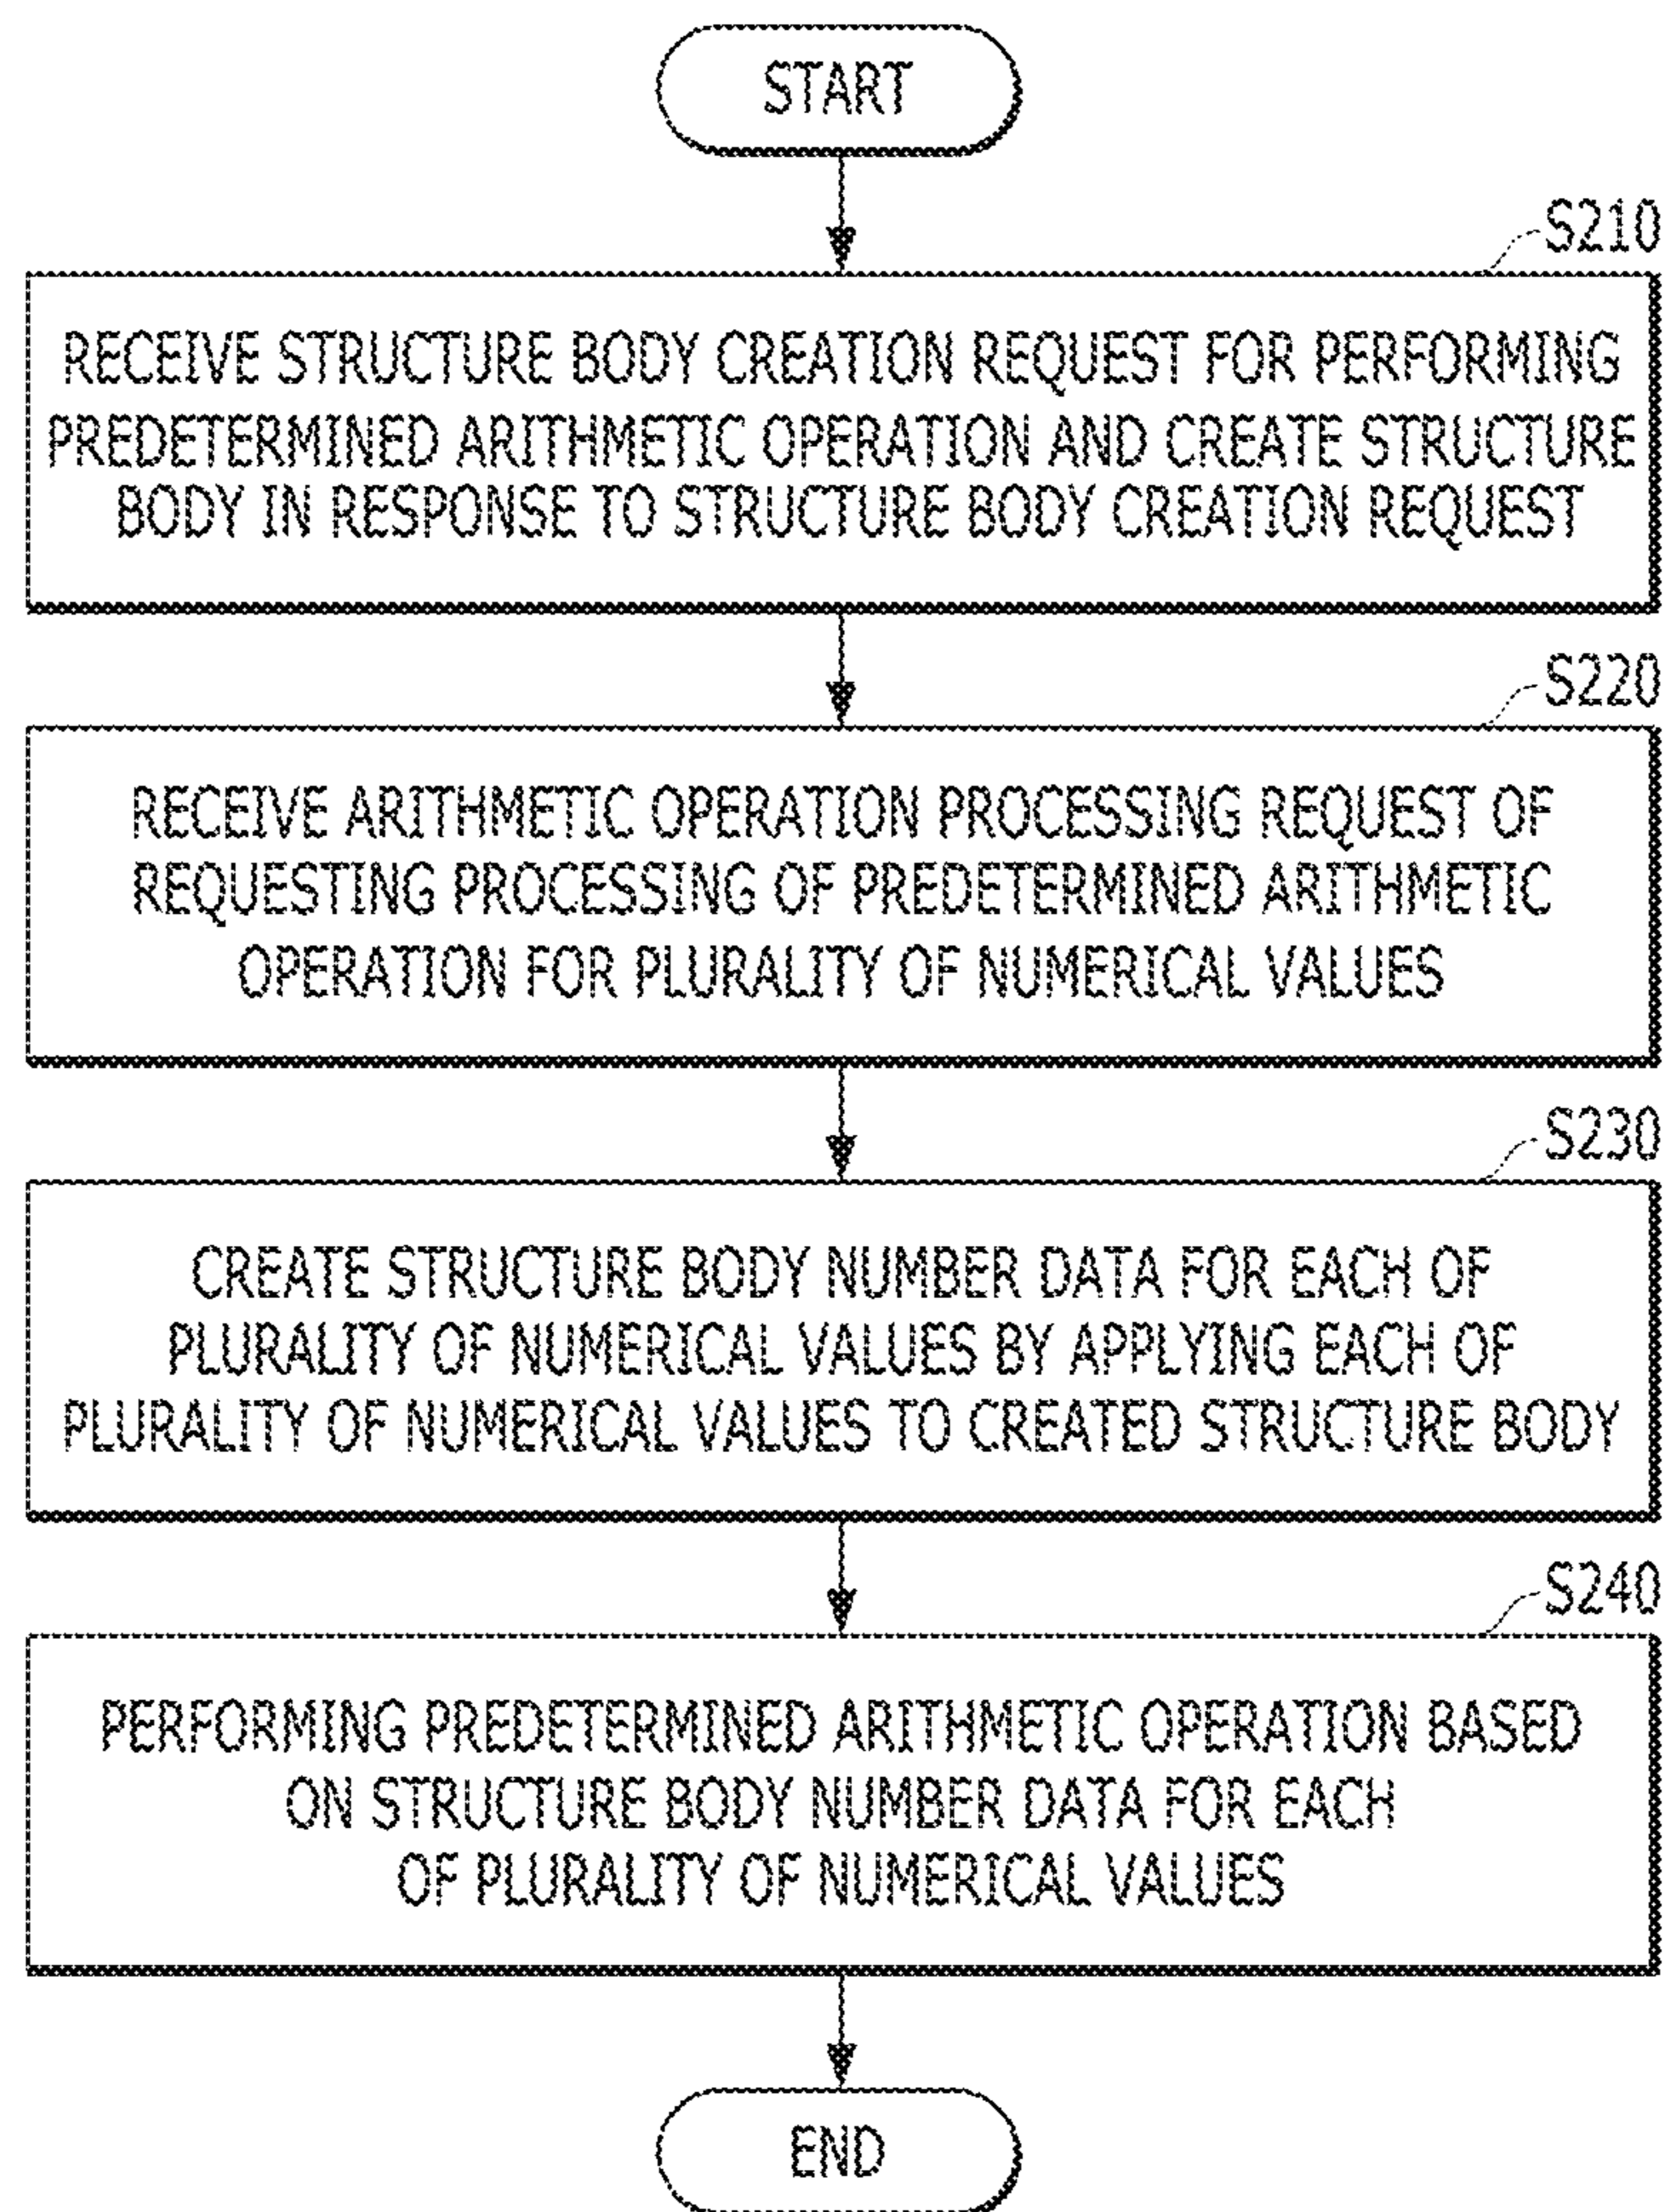 START
S210
RECEIVE STRUCTURE BODY CREATION REQUEST FOR PERFORMING
PREDETERMINED ARITHMETIC OPERATION AND CREATE STRUCTURE
BODY IN RESPONSE TO STRUCTURE BODY CREATION REQUEST
S220
RECEIVE ARITHMETIC OPERATION PROCESSING REQUEST OF
REQUESTING PROCESSING OF PREDETERMINED ARITHMETIC
OPERATION FOR PLURALITY OF NUMERICAL VALUES
S230
CREATE STRUCTURE BODY NUMBER DATA FOR EACH OF
PLURALITY OF NUMERICAL VALUES BY APPLYING EACH OF
PLURALITY OF NUMERICAL VALUES TO CREATED STRUCTURE BODY
S240
PERFORMING PREDETERMINED ARITHMETIC OPERATION BASED
ON STRUCTURE BODY NUMBER DATA FOR EACH
OF PLURALITY OF NUMERICAL VALUES
END